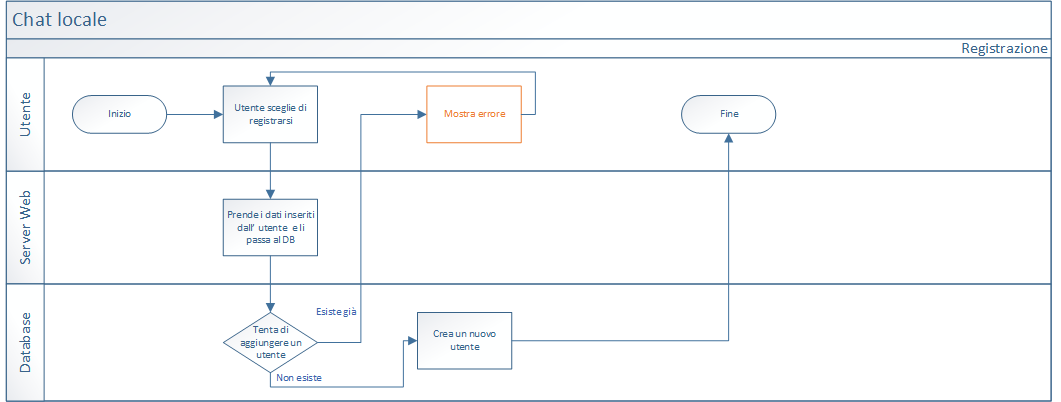 Chat locale
Registrazione
Utente
Inizio
Utente sceglie di
registrarsi
Mostra errore
Fine
Server Web
Prende i dati inseriti
dall' utente e li
passa al DB
Database
Esiste già
Tenta di
aggiungere un
utente
Non esiste
Crea un nuovo
utente